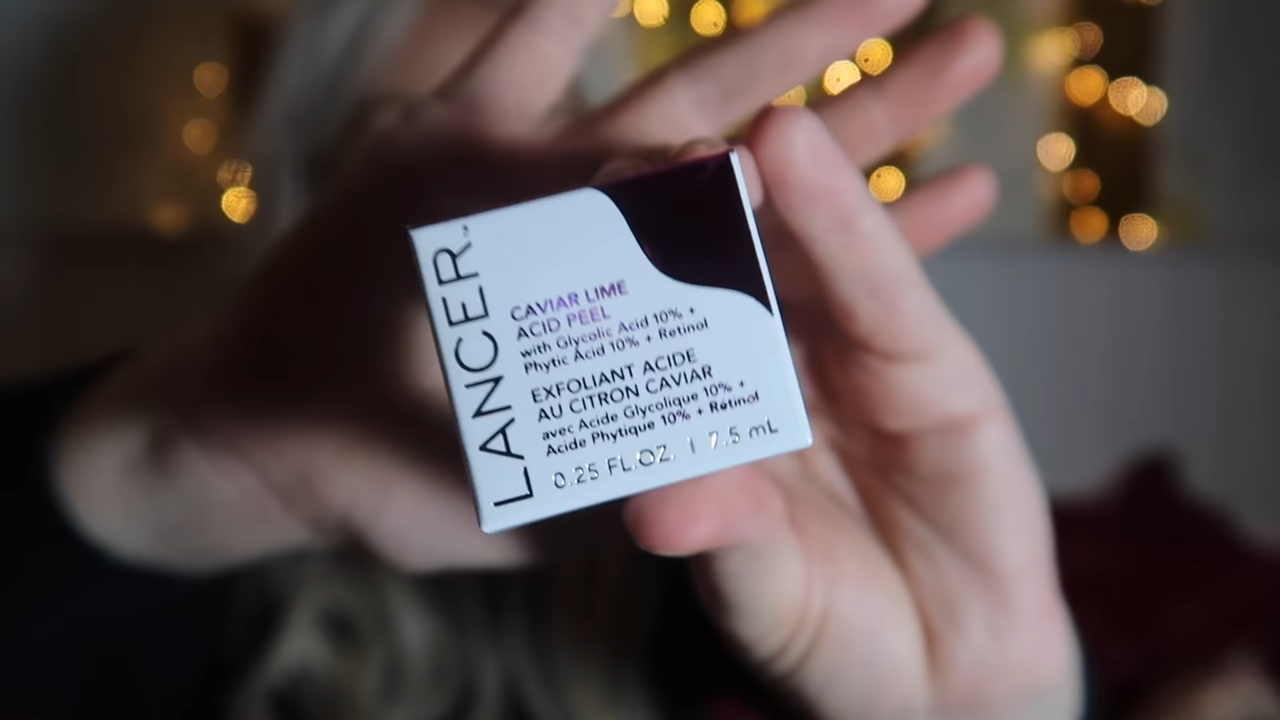 LANCER™
CAVIAR LIME
ACID PEEL
with Glycolic Acid 10% +
Phytic Acid 10% + Retinol
EXFOLIANT ACIDE
AU CITRON CAVIAR
avec Acide Glycolique 10% +
Acide Phytique 10% + Rétinol
0.25 FL.OZ. | 7.5 mL